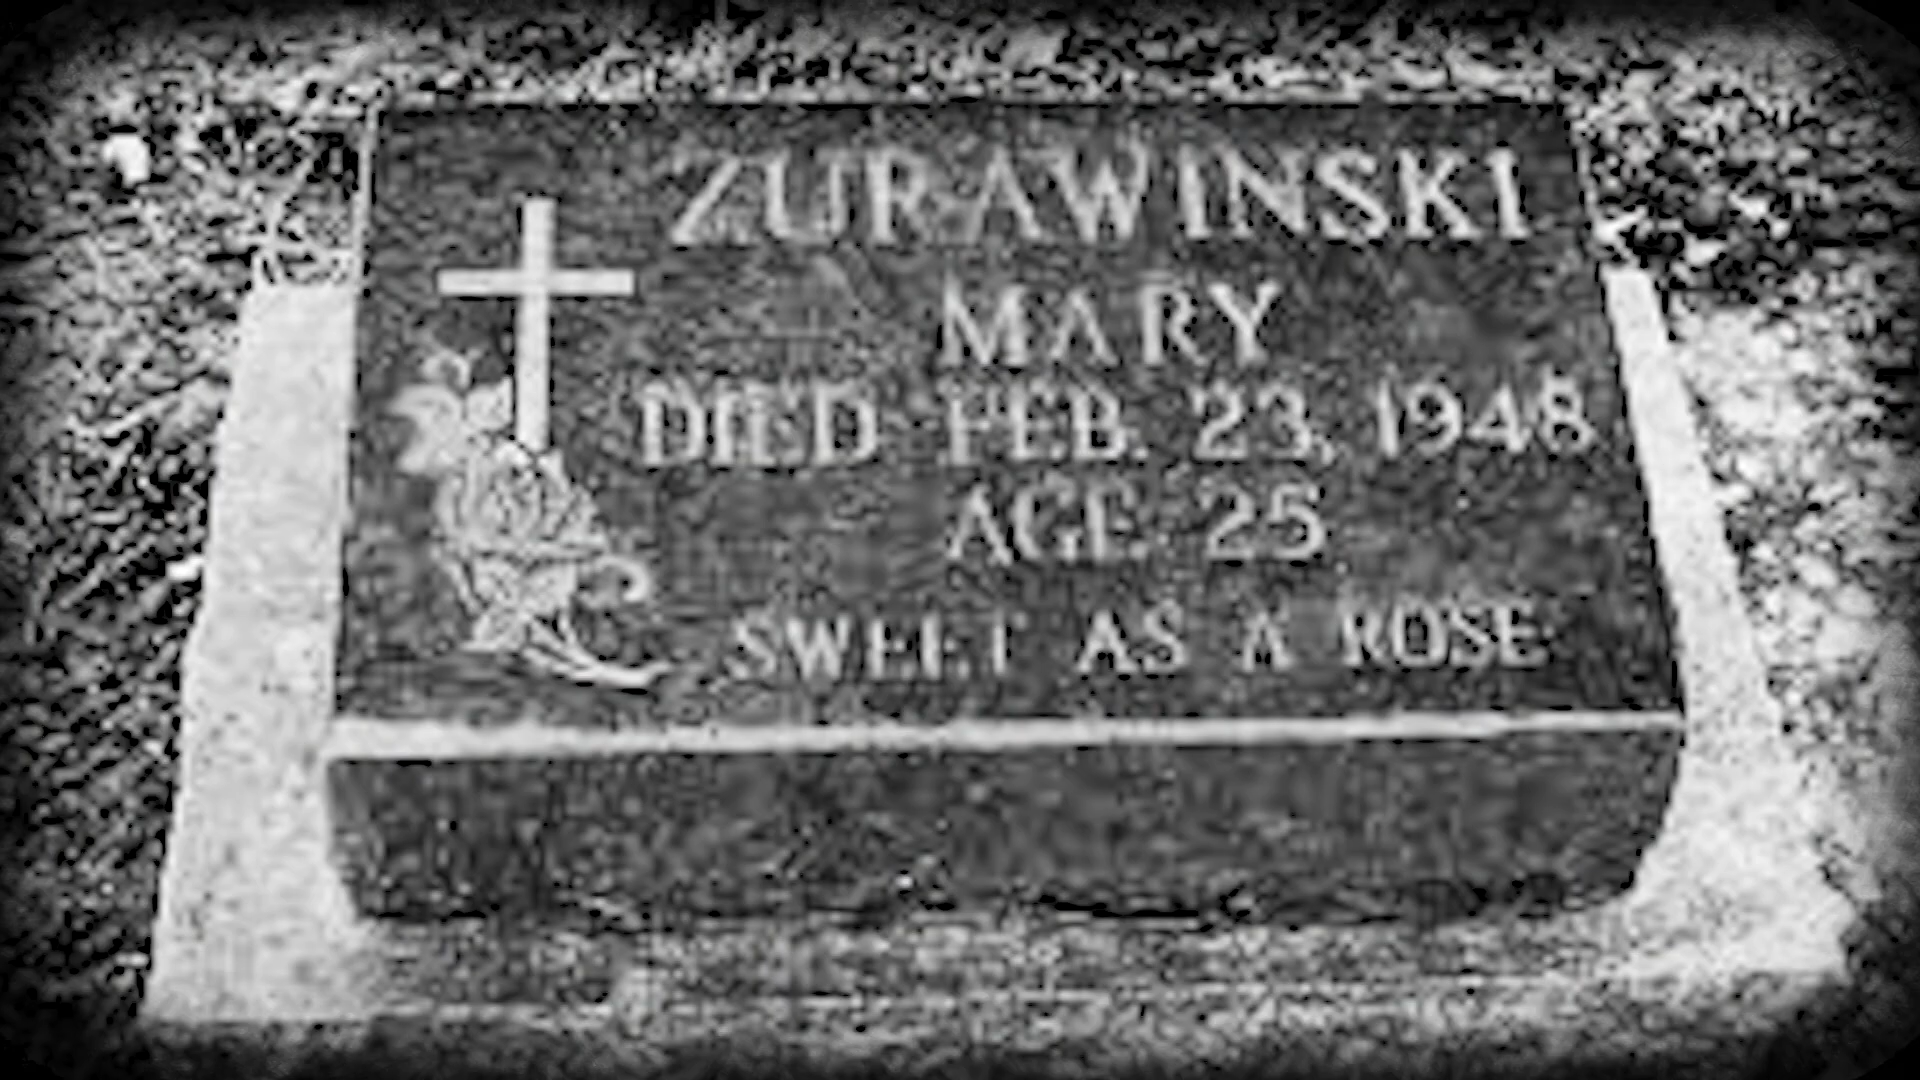 ZURAWINSKI
MARY
DIED FEB. 23, 1948
AGE 25
SWEET AS A ROSE